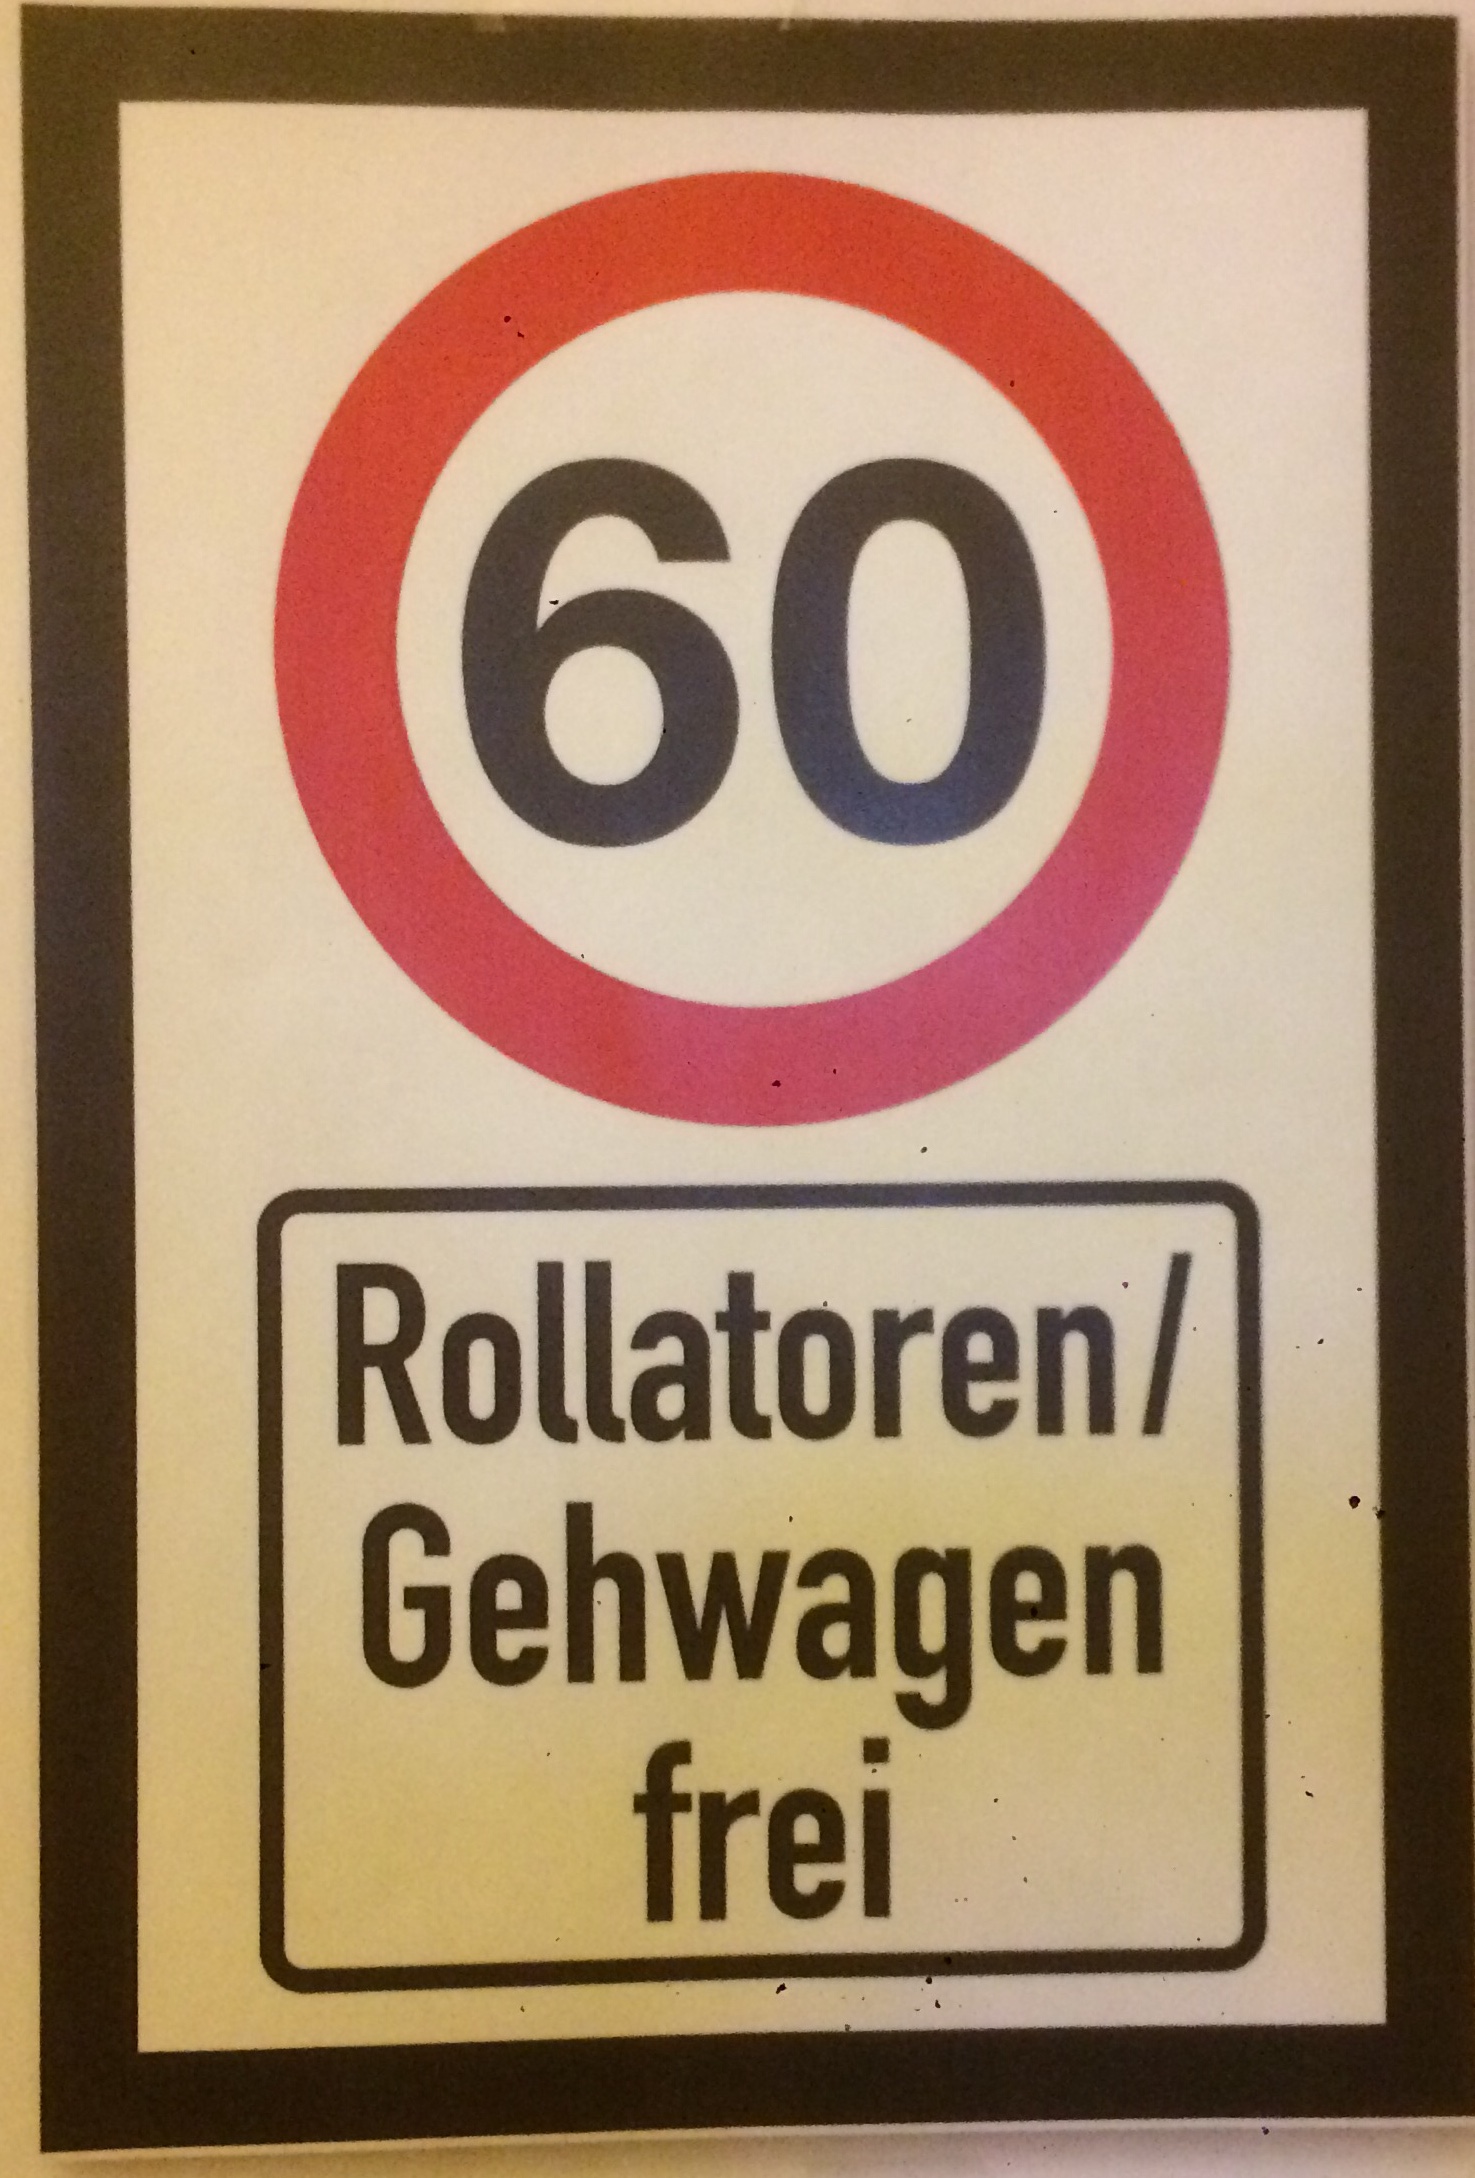 60
Rollatoren/
Gehwagen
frei